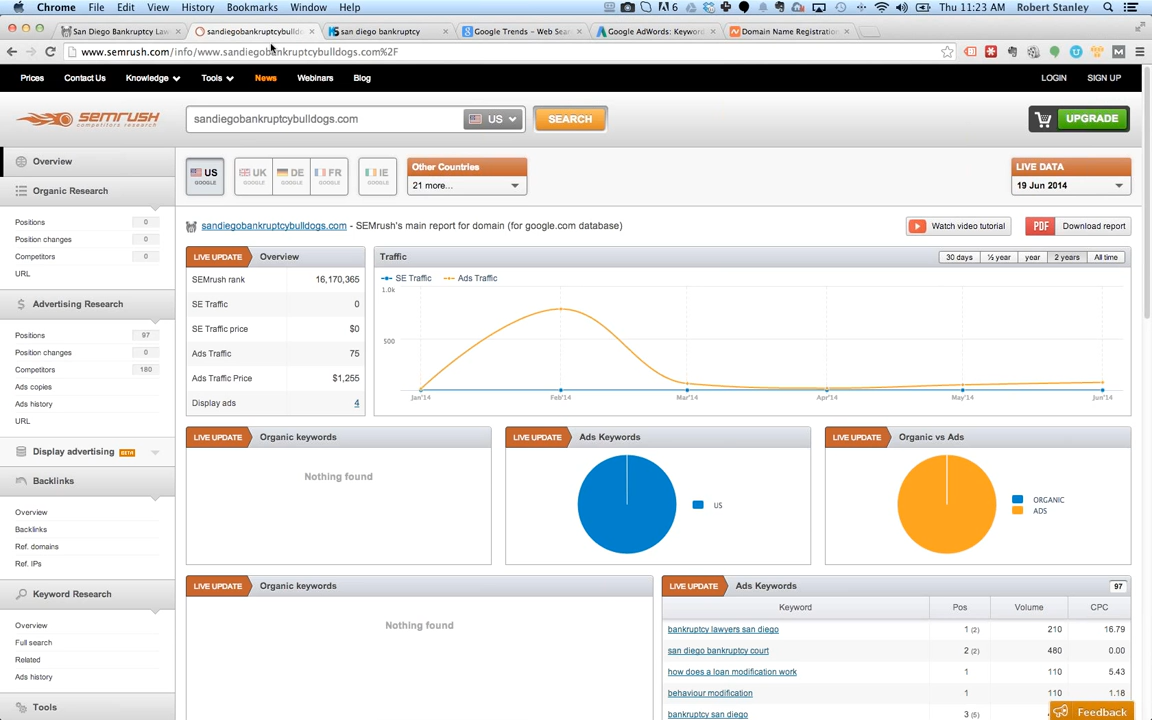 Chrome File Edit View History Bookmarks Window Help
6 Thu 11:23 AM Robert Stanley
San Diego Bankruptcy Law
sandiegobankruptcybulldo
san diego bankruptcy
Google Trends - Web Sear
Google AdWords: Keyword
Domain Name Registration
www.semrush.com/info/www.sandiegobankruptcybulldogs.com%2F
Prices Contact Us Knowledge Tools News Webinars Blog LOGIN SIGN UP
SEMRUSH
competitors research
sandiegobankruptcybulldogs.com US SEARCH UPGRADE
Overview
Organic Research
Positions 0
Position changes 0
Competitors 0
URL
Advertising Research
Positions 97
Position changes 0
Competitors 180
Ads copies
Ads history
URL
Display advertising BETA
Backlinks
Overview
Backlinks
Ref. domains
Ref. IPs
Keyword Research
Overview
Full search
Related
Ads history
Tools
US GOOGLE
UK GOOGLE
DE GOOGLE
FR GOOGLE
IE GOOGLE
Other Countries
21 more...
LIVE DATA
19 Jun 2014
sandiegobankruptcybulldogs.com - SEMrush's main report for domain (for google.com database)
Watch video tutorial
PDF Download report
LIVE UPDATE Overview
SEMrush rank 16,170,365
SE Traffic 0
SE Traffic price $0
Ads Traffic 75
Ads Traffic Price $1,255
Display ads 4
Traffic 30 days ½ year year 2 years All time
SE Traffic Ads Traffic
1.0k
500
Jan'14 Feb'14 Mar'14 Apr'14 May'14 Jun'14
LIVE UPDATE Organic keywords
Nothing found
LIVE UPDATE Ads Keywords
US
LIVE UPDATE Organic vs Ads
ORGANIC
ADS
LIVE UPDATE Organic keywords
Nothing found
LIVE UPDATE Ads Keywords 97
Keyword Pos Volume CPC
bankruptcy lawyers san diego 1 (2) 210 16.79
san diego bankruptcy court 2 (2) 480 0.00
how does a loan modification work 1 110 5.43
behaviour modification 1 110 1.18
bankruptcy san diego 3 (5)
Feedback